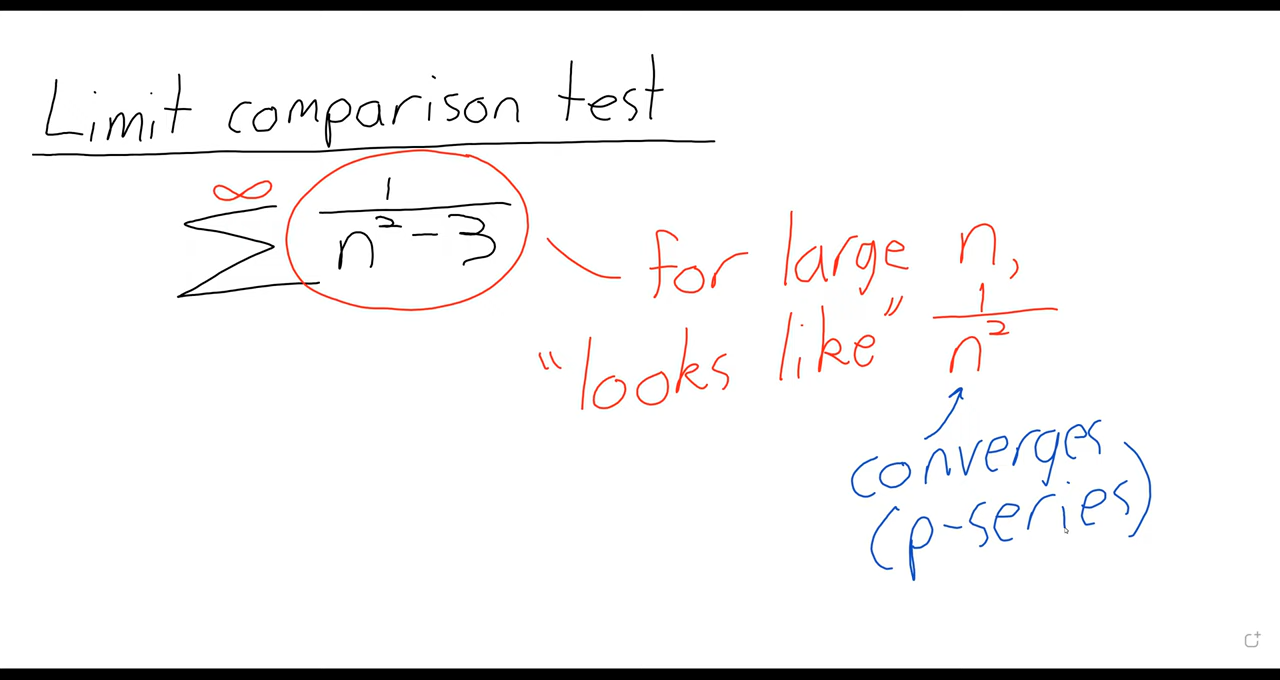 Limit comparison test
∞
∑ 1/(n² - 3)
for large n,
"looks like" 1/n²
converges
(p-series)